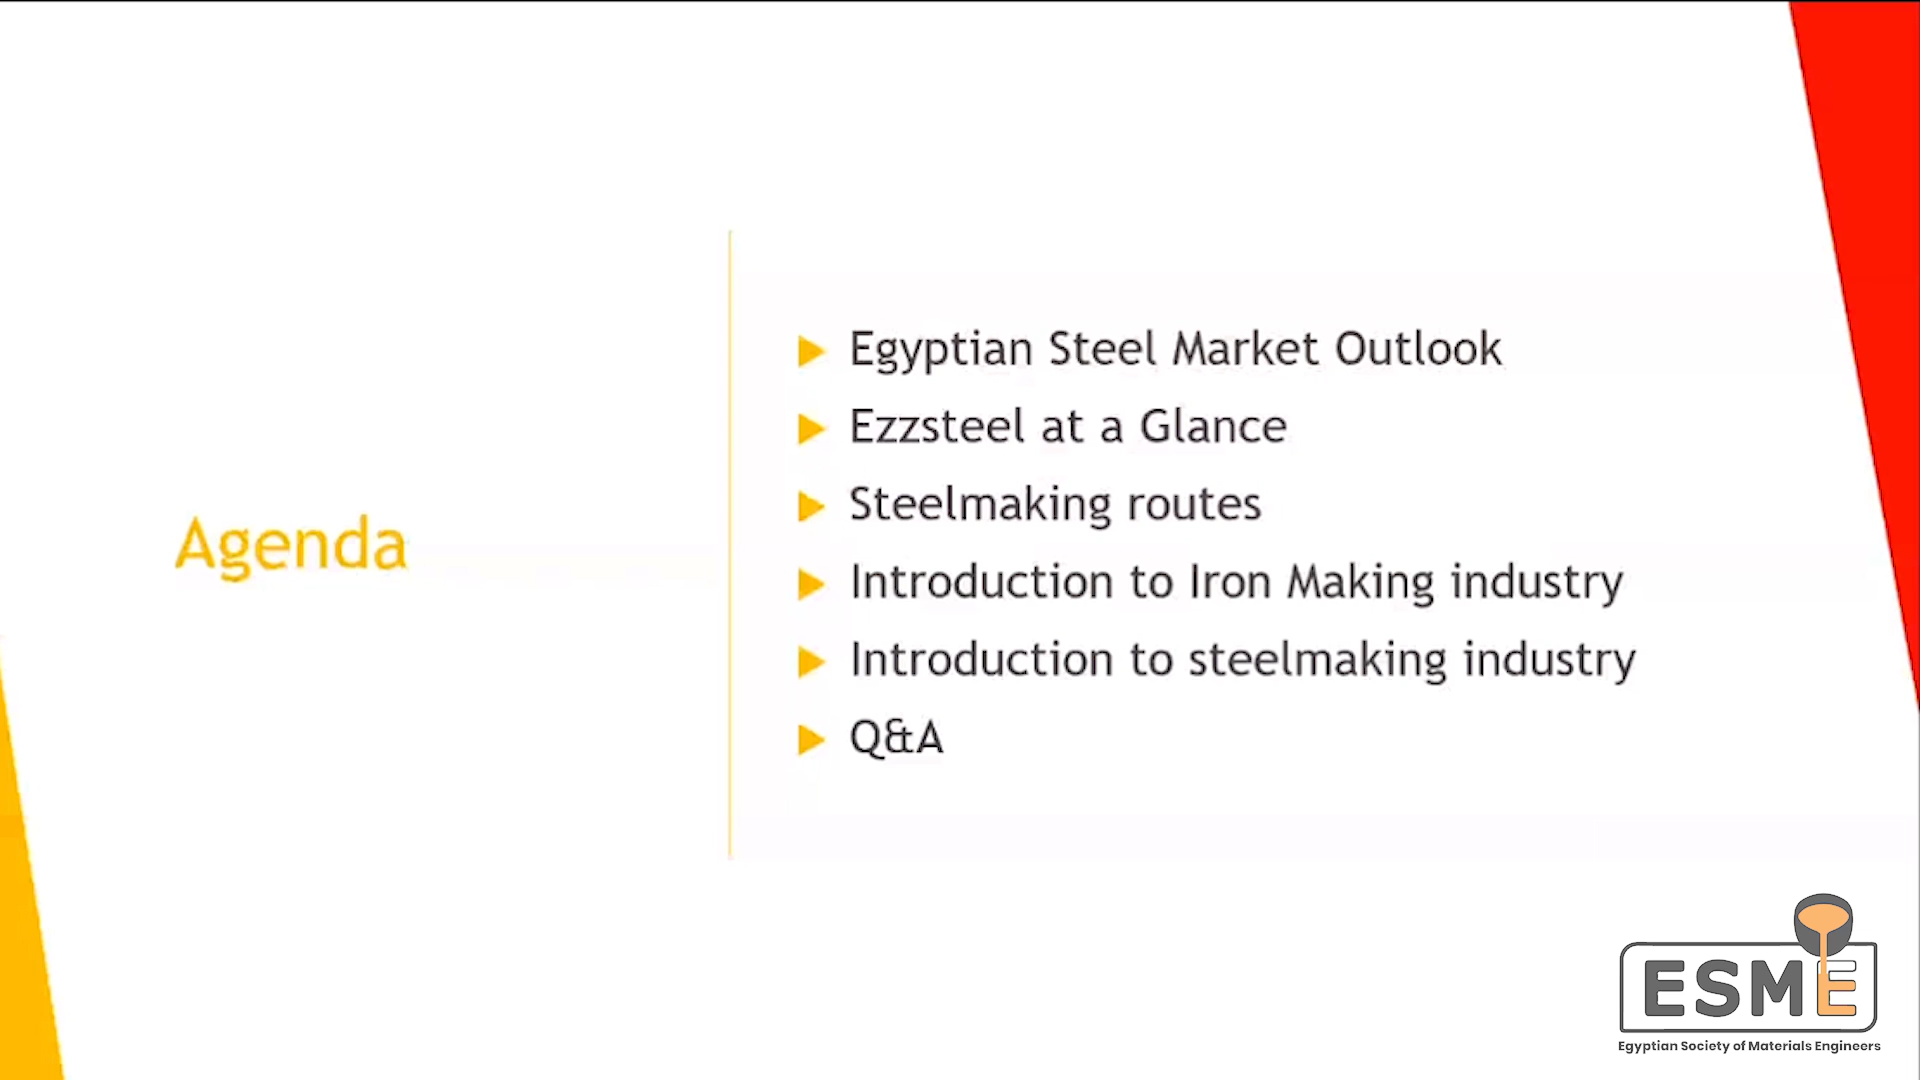 Agenda
Egyptian Steel Market Outlook
Ezzsteel at a Glance
Steelmaking routes
Introduction to Iron Making industry
Introduction to steelmaking industry
Q&A
ESME
Egyptian Society of Materials Engineers